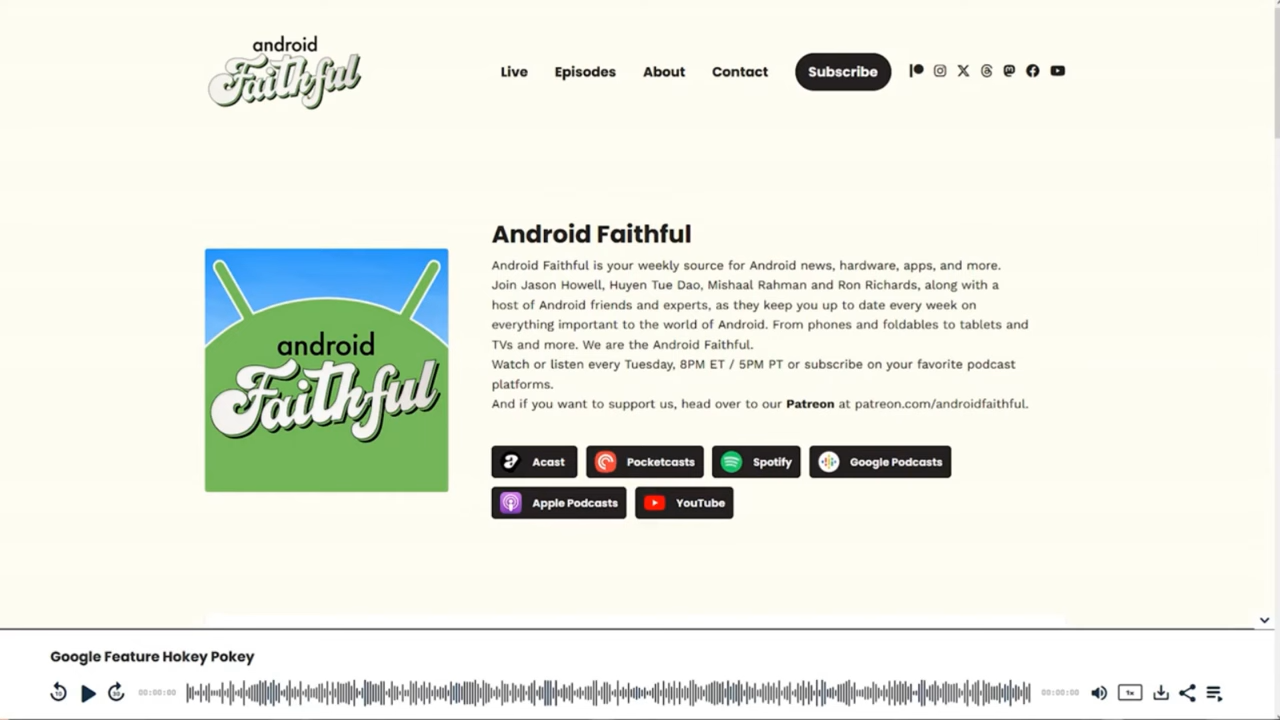 android
Faithful
Live
Episodes
About
Contact
Subscribe
Android Faithful
Android Faithful is your weekly source for Android news, hardware, apps, and more.
Join Jason Howell, Huyen Tue Dao, Mishaal Rahman and Ron Richards, along with a
host of Android friends and experts, as they keep you up to date every week on
everything important to the world of Android. From phones and foldables to tablets and
TVs and more. We are the Android Faithful.
Watch or listen every Tuesday, 8PM ET / 5PM PT or subscribe on your favorite podcast
platforms.
And if you want to support us, head over to our Patreon at patreon.com/androidfaithful.
android
Faithful
Acast
Pocketcasts
Spotify
Google Podcasts
Apple Podcasts
YouTube
Google Feature Hokey Pokey
00:00:00
00:00:00
1x